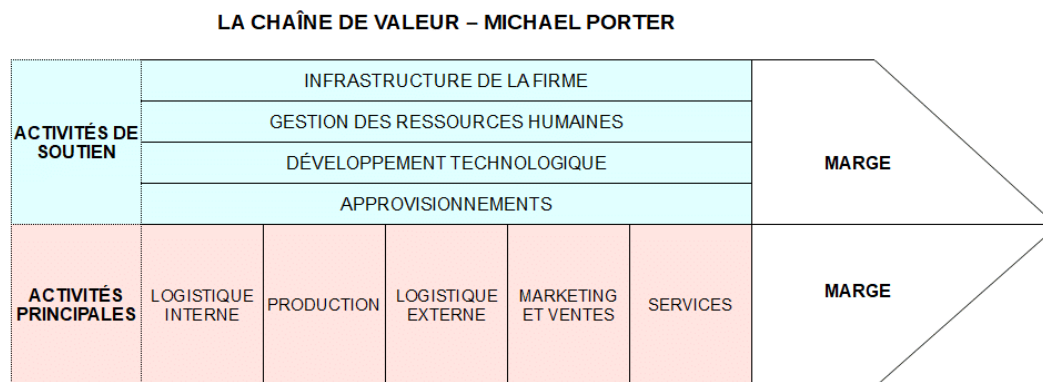 LA CHAÎNE DE VALEUR – MICHAEL PORTER
ACTIVITÉS DE
SOUTIEN
INFRASTRUCTURE DE LA FIRME
GESTION DES RESSOURCES HUMAINES
DÉVELOPPEMENT TECHNOLOGIQUE
APPROVISIONNEMENTS
MARGE
ACTIVITÉS
PRINCIPALES
LOGISTIQUE
INTERNE
PRODUCTION
LOGISTIQUE
EXTERNE
MARKETING
ET VENTES
SERVICES
MARGE